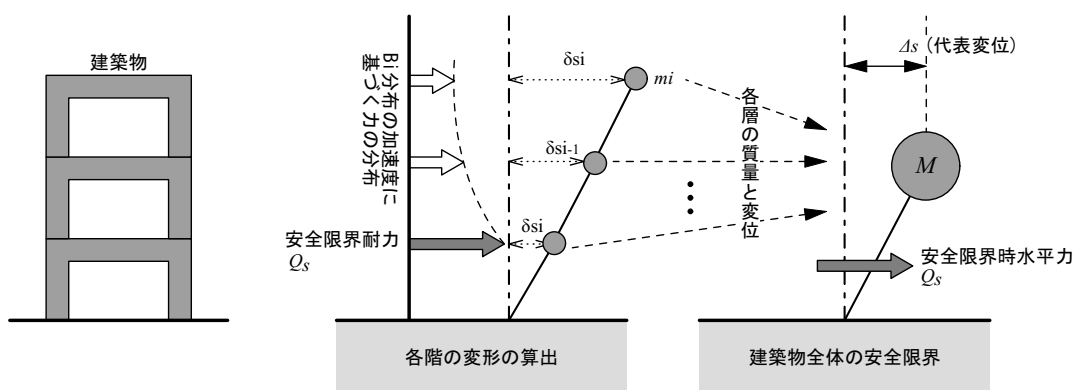 建築物
Bi分布の加速度に
基づく力の分布
安全限界耐力
Qs
δsi
mi
δsi-1
δsi
各層の質量と変位
Δs (代表変位)
M
安全限界時水平力
Qs
各階の変形の算出
建築物全体の安全限界